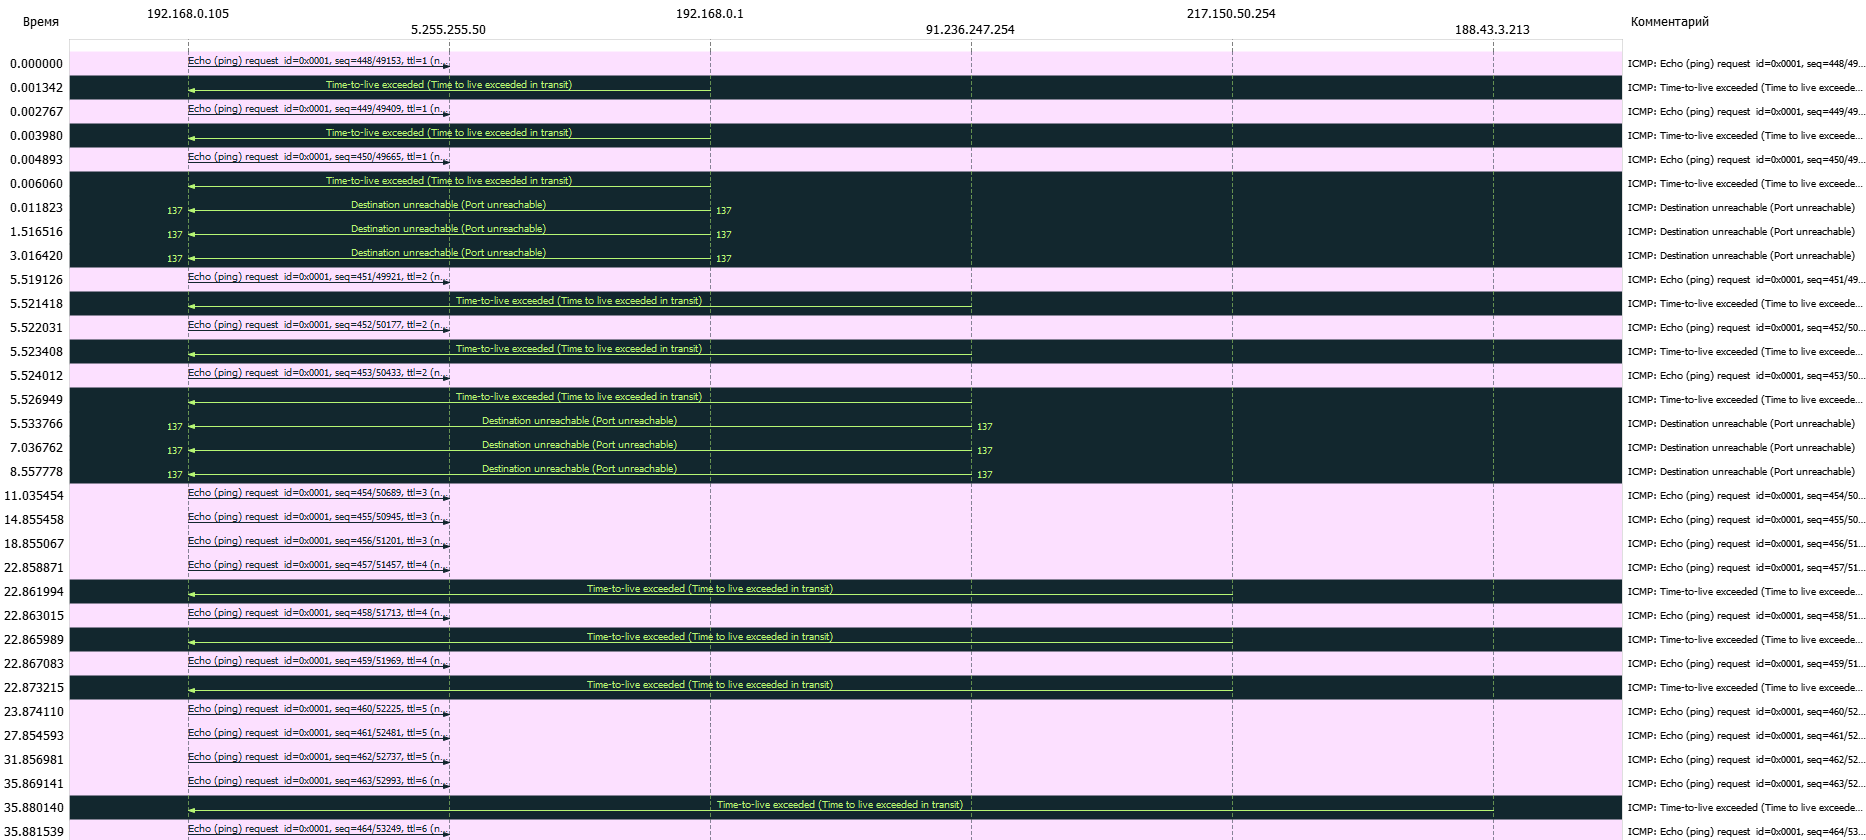 Время 192.168.0.105 5.255.255.50 192.168.0.1 91.236.247.254 217.150.50.254 188.43.3.213 Комментарий
0.000000 Echo (ping) request id=0x0001, seq=448/49153, ttl=1 (n... ICMP: Echo (ping) request id=0x0001, seq=448/49...
0.001342 Time-to-live exceeded (Time to live exceeded in transit) ICMP: Time-to-live exceeded (Time to live exceede...
0.002767 Echo (ping) request id=0x0001, seq=449/49409, ttl=1 (n... ICMP: Echo (ping) request id=0x0001, seq=449/49...
0.003980 Time-to-live exceeded (Time to live exceeded in transit) ICMP: Time-to-live exceeded (Time to live exceede...
0.004893 Echo (ping) request id=0x0001, seq=450/49665, ttl=1 (n... ICMP: Echo (ping) request id=0x0001, seq=450/49...
0.006060 Time-to-live exceeded (Time to live exceeded in transit) ICMP: Time-to-live exceeded (Time to live exceede...
0.011823 137 Destination unreachable (Port unreachable) 137 ICMP: Destination unreachable (Port unreachable)
1.516516 137 Destination unreachable (Port unreachable) 137 ICMP: Destination unreachable (Port unreachable)
3.016420 137 Destination unreachable (Port unreachable) 137 ICMP: Destination unreachable (Port unreachable)
5.519126 Echo (ping) request id=0x0001, seq=451/49921, ttl=2 (n... ICMP: Echo (ping) request id=0x0001, seq=451/49...
5.521418 Time-to-live exceeded (Time to live exceeded in transit) ICMP: Time-to-live exceeded (Time to live exceede...
5.522031 Echo (ping) request id=0x0001, seq=452/50177, ttl=2 (n... ICMP: Echo (ping) request id=0x0001, seq=452/50...
5.523408 Time-to-live exceeded (Time to live exceeded in transit) ICMP: Time-to-live exceeded (Time to live exceede...
5.524012 Echo (ping) request id=0x0001, seq=453/50433, ttl=2 (n... ICMP: Echo (ping) request id=0x0001, seq=453/50...
5.526949 Time-to-live exceeded (Time to live exceeded in transit) ICMP: Time-to-live exceeded (Time to live exceede...
5.533766 137 Destination unreachable (Port unreachable) 137 ICMP: Destination unreachable (Port unreachable)
7.036762 137 Destination unreachable (Port unreachable) 137 ICMP: Destination unreachable (Port unreachable)
8.557778 137 Destination unreachable (Port unreachable) 137 ICMP: Destination unreachable (Port unreachable)
11.035454 Echo (ping) request id=0x0001, seq=454/50689, ttl=3 (n... ICMP: Echo (ping) request id=0x0001, seq=454/50...
14.855458 Echo (ping) request id=0x0001, seq=455/50945, ttl=3 (n... ICMP: Echo (ping) request id=0x0001, seq=455/50...
18.855067 Echo (ping) request id=0x0001, seq=456/51201, ttl=3 (n... ICMP: Echo (ping) request id=0x0001, seq=456/51...
22.858871 Echo (ping) request id=0x0001, seq=457/51457, ttl=4 (n... ICMP: Echo (ping) request id=0x0001, seq=457/51...
22.861994 Time-to-live exceeded (Time to live exceeded in transit) ICMP: Time-to-live exceeded (Time to live exceede...
22.863015 Echo (ping) request id=0x0001, seq=458/51713, ttl=4 (n... ICMP: Echo (ping) request id=0x0001, seq=458/51...
22.865989 Time-to-live exceeded (Time to live exceeded in transit) ICMP: Time-to-live exceeded (Time to live exceede...
22.867083 Echo (ping) request id=0x0001, seq=459/51969, ttl=4 (n... ICMP: Echo (ping) request id=0x0001, seq=459/51...
22.873215 Time-to-live exceeded (Time to live exceeded in transit) ICMP: Time-to-live exceeded (Time to live exceede...
23.874110 Echo (ping) request id=0x0001, seq=460/52225, ttl=5 (n... ICMP: Echo (ping) request id=0x0001, seq=460/52...
27.854593 Echo (ping) request id=0x0001, seq=461/52481, ttl=5 (n... ICMP: Echo (ping) request id=0x0001, seq=461/52...
31.856981 Echo (ping) request id=0x0001, seq=462/52737, ttl=5 (n... ICMP: Echo (ping) request id=0x0001, seq=462/52...
35.869141 Echo (ping) request id=0x0001, seq=463/52993, ttl=6 (n... ICMP: Echo (ping) request id=0x0001, seq=463/52...
35.880140 Time-to-live exceeded (Time to live exceeded in transit) ICMP: Time-to-live exceeded (Time to live exceede...
35.881539 Echo (ping) request id=0x0001, seq=464/53249, ttl=6 (n... ICMP: Echo (ping) request id=0x0001, seq=464/53...